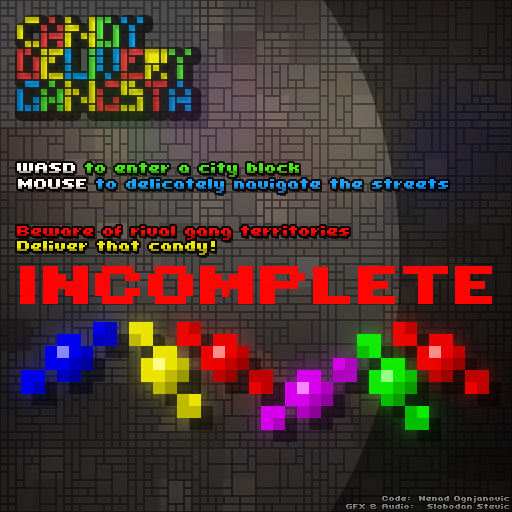 CANDY
DELIVERY
GANGSTA
WASD to enter a city block
MOUSE to delicately navigate the streets
Beware of rival gang territories
Deliver that candy!
INCOMPLETE
Code: Nenad Ognjanovic
GFX & Audio: Slobodan Stevic